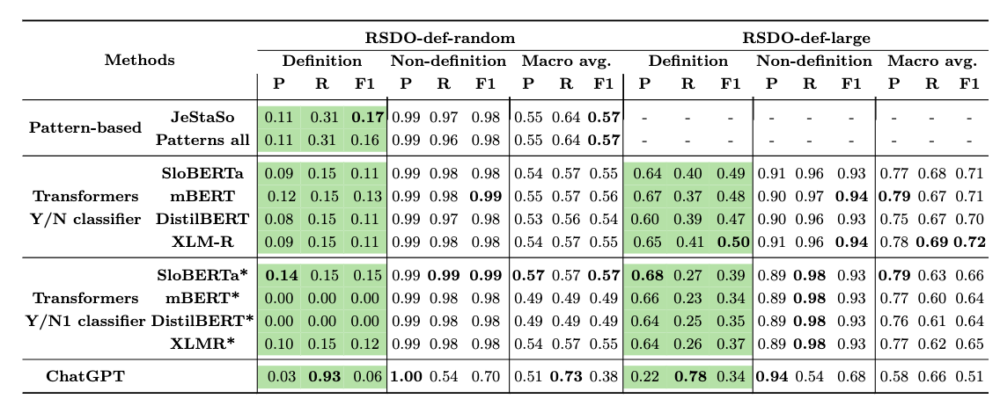 RSDO-def-random RSDO-def-large
Methods Definition Non-definition Macro avg. Definition Non-definition Macro avg.
P R F1 P R F1 P R F1 P R F1 P R F1 P R F1
Pattern-based
JeStaSo 0.11 0.31 0.17 0.99 0.97 0.98 0.55 0.64 0.57 - - - - - - - - -
Patterns all 0.11 0.31 0.16 0.99 0.96 0.98 0.55 0.64 0.57 - - - - - - - - -
SloBERTa 0.09 0.15 0.11 0.99 0.98 0.98 0.54 0.57 0.55 0.64 0.40 0.49 0.91 0.96 0.93 0.77 0.68 0.71
Transformers mBERT 0.12 0.15 0.13 0.99 0.98 0.99 0.55 0.57 0.56 0.67 0.37 0.48 0.90 0.97 0.94 0.79 0.67 0.71
Y/N classifier DistilBERT 0.08 0.15 0.11 0.99 0.97 0.98 0.53 0.56 0.54 0.60 0.39 0.47 0.90 0.96 0.93 0.75 0.67 0.70
XLM-R 0.09 0.15 0.11 0.99 0.98 0.98 0.54 0.57 0.55 0.65 0.41 0.50 0.91 0.96 0.94 0.78 0.69 0.72
SloBERTa* 0.14 0.15 0.15 0.99 0.99 0.99 0.57 0.57 0.57 0.68 0.27 0.39 0.89 0.98 0.93 0.79 0.63 0.66
Transformers mBERT* 0.00 0.00 0.00 0.99 0.98 0.98 0.49 0.49 0.49 0.66 0.23 0.34 0.89 0.98 0.93 0.77 0.60 0.64
Y/N1 classifier DistilBERT* 0.00 0.00 0.00 0.99 0.98 0.98 0.49 0.49 0.49 0.64 0.25 0.35 0.89 0.98 0.93 0.76 0.61 0.64
XLMR* 0.10 0.15 0.12 0.99 0.98 0.98 0.54 0.57 0.55 0.64 0.26 0.37 0.89 0.98 0.93 0.77 0.62 0.65
ChatGPT 0.03 0.93 0.06 1.00 0.54 0.70 0.51 0.73 0.38 0.22 0.78 0.34 0.94 0.54 0.68 0.58 0.66 0.51